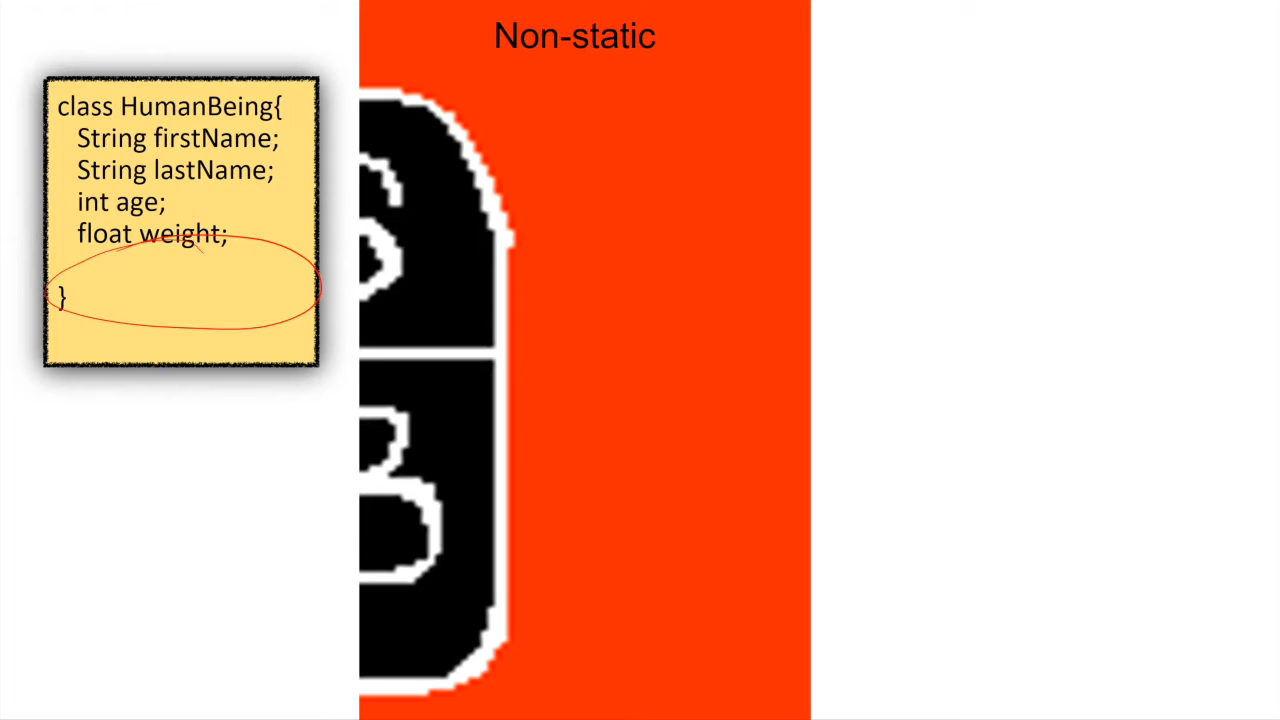 Non-static
class HumanBeing{
String firstName;
String lastName;
int age;
float weight;
}